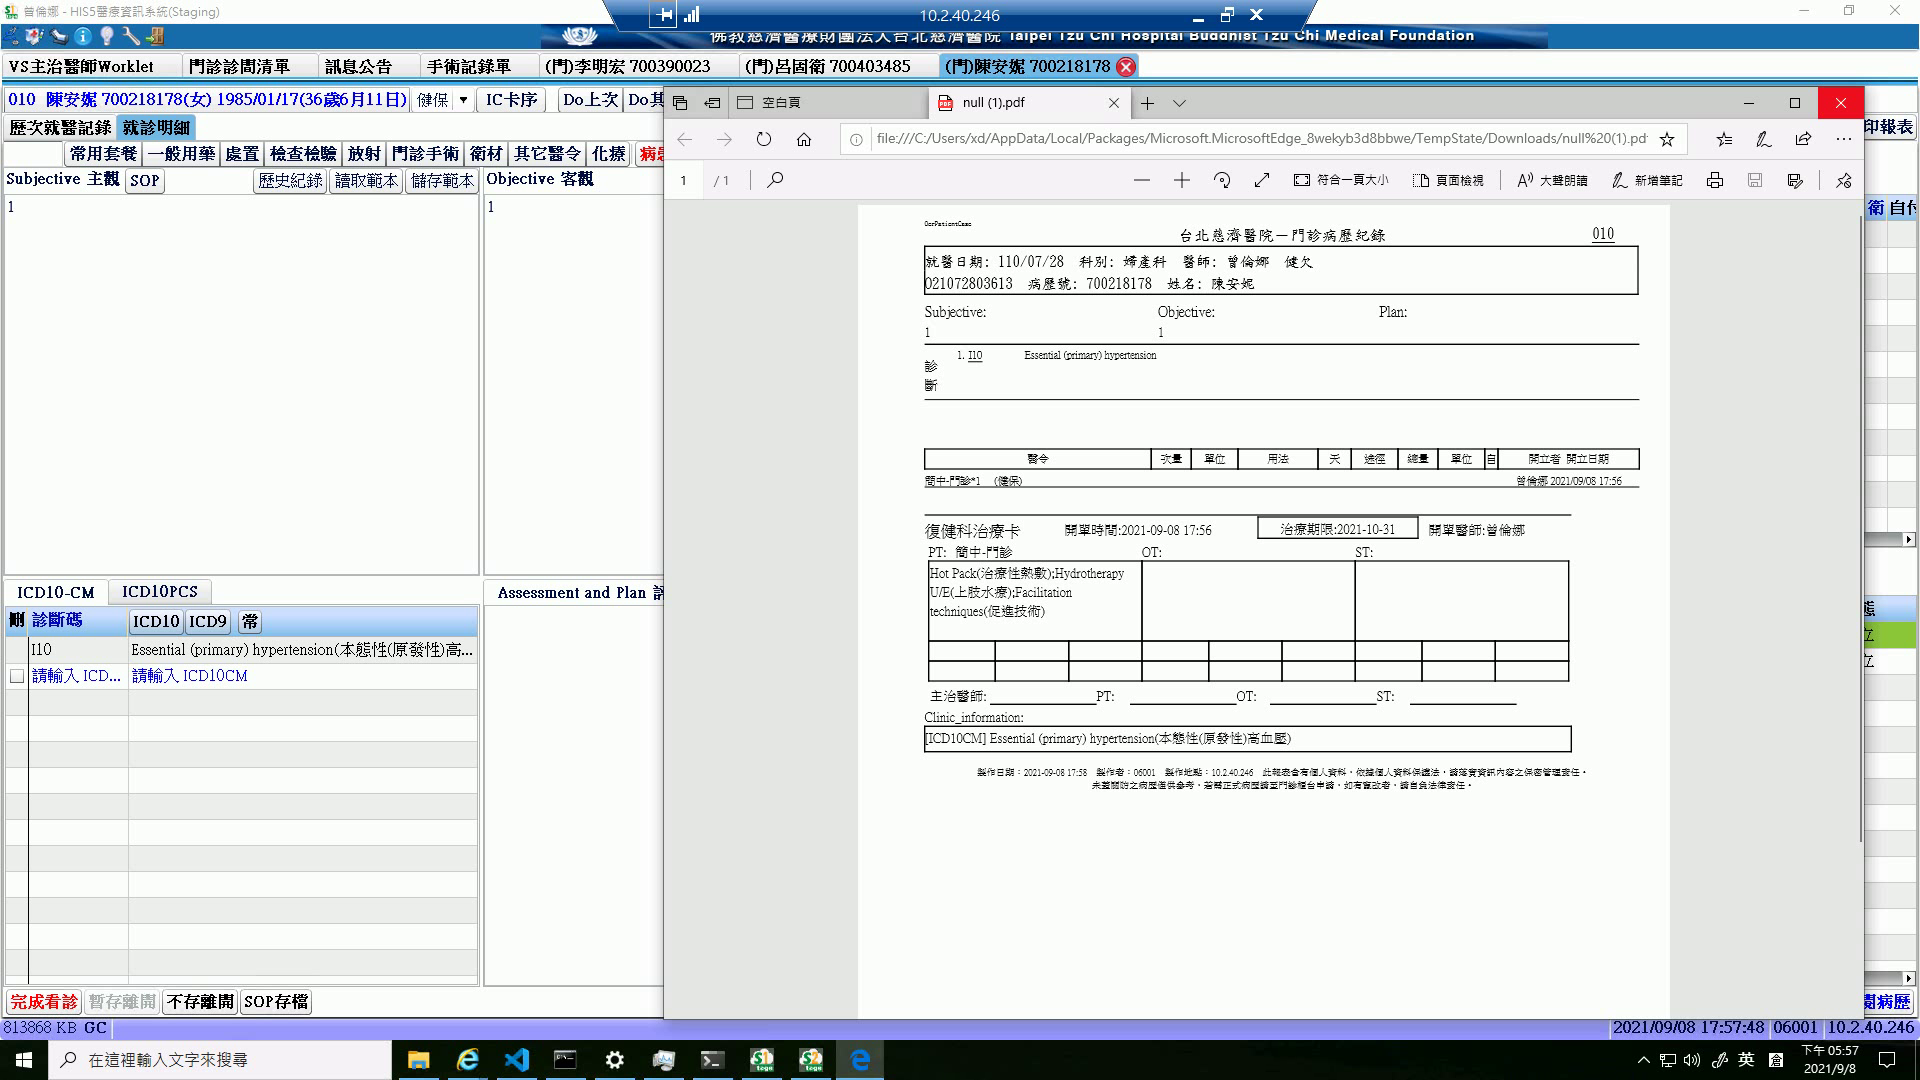 曾倫娜 - HIS5醫療資訊系統(Staging)
10.2.40.246
佛教慈濟醫療財團法人台北慈濟醫院 Taipei Tzu Chi Hospital Buddhist Tzu Chi Medical Foundation
VS主治醫師Worklet 門診診間清單 訊息公告 手術記錄單 (門)李明宏 700390023 (門)呂固衛 700403485 (門)陳安妮 700218178
010 陳安妮 700218178(女) 1985/01/17(36歲6月11日) 健保 IC卡序 Do上次 Do其
歷次就醫記錄 就診明細
印報表
常用套餐 一般用藥 處置 檢查檢驗 放射 門診手術 衛材 其它醫令 化療 病患
Subjective 主觀 SOP 歷史紀錄 讀取範本 儲存範本 Objective 客觀
1 1
衛 自付
空白頁 null (1).pdf
file:///C:/Users/xd/AppData/Local/Packages/Microsoft.MicrosoftEdge_8wekyb3d8bbwe/TempState/Downloads/null%20(1).pd
1 / 1 符合一頁大小 頁面檢視 大聲朗讀 新增筆記
OcrPatientCase
台北慈濟醫院－門診病歷紀錄 010
就醫日期: 110/07/28 科別: 婦產科 醫師: 曾倫娜 健欠
021072803613 病歷號: 700218178 姓名: 陳安妮
Subjective: Objective: Plan:
1 1
診斷 1. I10 Essential (primary) hypertension
醫令 次量 單位 用法 天 途徑 總量 單位 自 開立者 開立日期
簡中-門診*1 (健保) 曾倫娜 2021/09/08 17:56
復健科治療卡 開單時間:2021-09-08 17:56 治療期限:2021-10-31 開單醫師:曾倫娜
PT: 簡中-門診 OT: ST:
Hot Pack(治療性熱敷);Hydrotherapy
U/E(上肢水療);Facilitation
techniques(促進技術)
主治醫師: PT: OT: ST:
Clinic_information:
[ICD10CM] Essential (primary) hypertension(本態性(原發性)高血壓)
製作日期：2021-09-08 17:58 製作者：06001 製作地點：10.2.40.246 此報表含有個人資料，依據個人資料保護法，請落實資訊內容之保密管理責任。
未蓋關防之病歷僅供參考，若需正式病歷請至門診櫃台申請，如有竄改者，請自負法律責任。
ICD10-CM ICD10PCS Assessment and Plan 評
刪 診斷碼 ICD10 ICD9 常
I10 Essential (primary) hypertension(本態性(原發性)高...
請輸入 ICD... 請輸入 ICD10CM
完成看診 暫存離開 不存離開 SOP存檔
813868 KB GC 2021/09/08 17:57:48 06001 10.2.40.246
在這裡輸入文字來搜尋
英
下午 05:57
2021/9/8